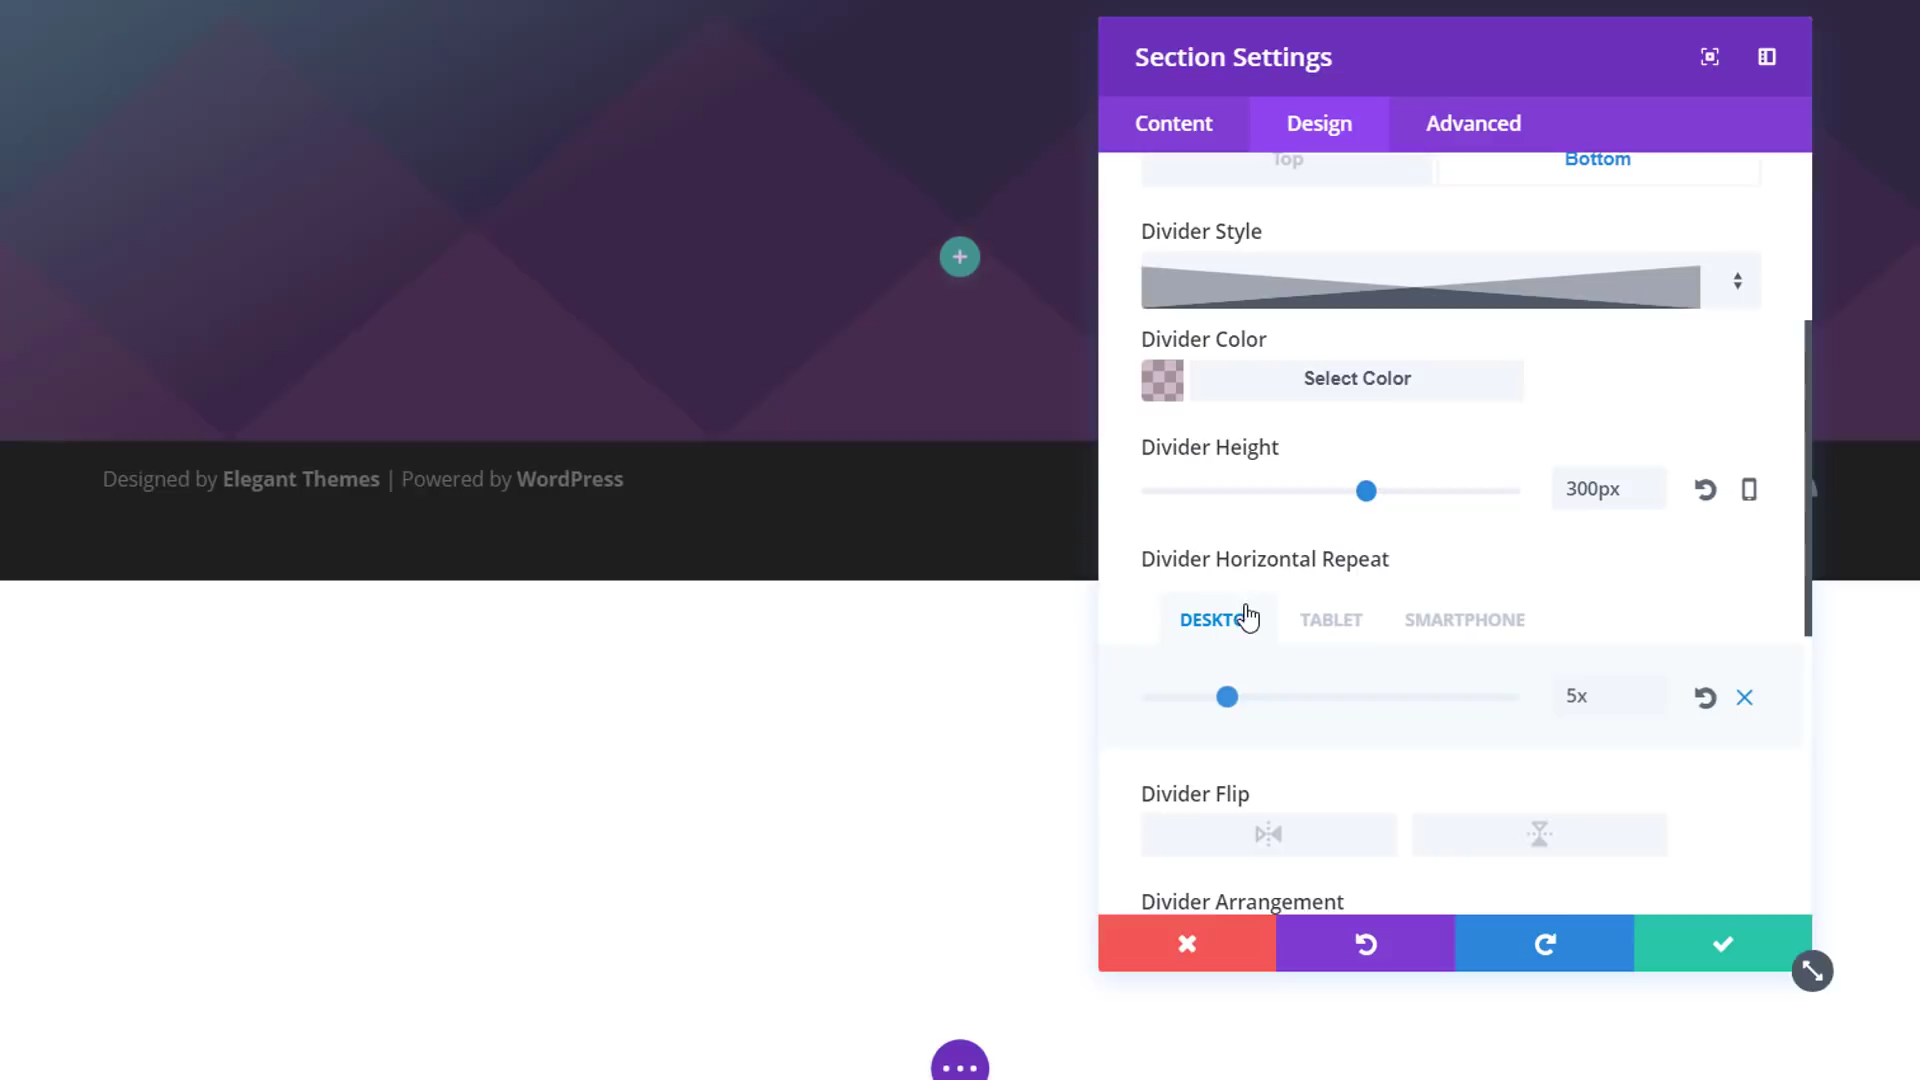 Section Settings
Content
Design
Advanced
Top
Bottom
Divider Style
Divider Color
Select Color
Divider Height
300px
Designed by Elegant Themes | Powered by WordPress
Divider Horizontal Repeat
TABLET
SMARTPHONE
5x
Divider Flip
Divider Arrangement